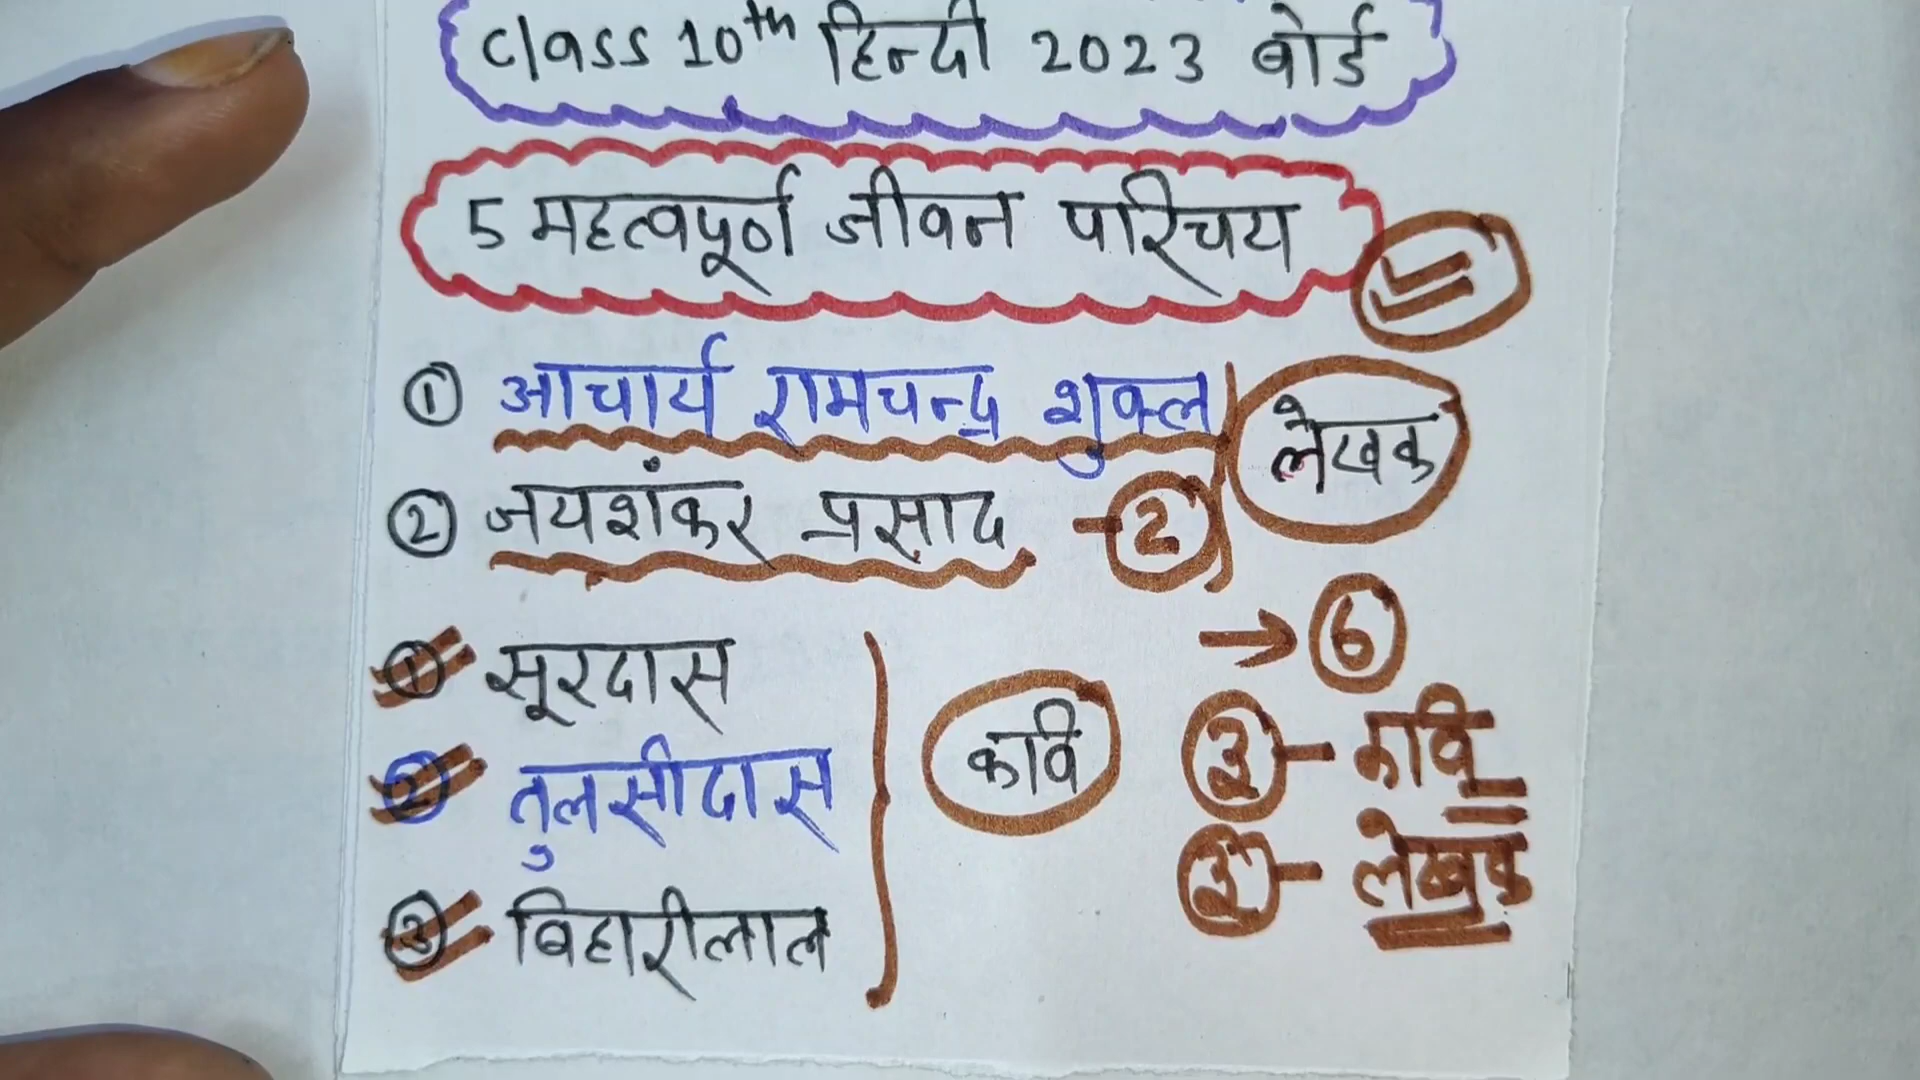 Class 10th हिन्दी 2023 बोर्ड
5 महत्वपूर्ण जीवन परिचय
① आचार्य रामचन्द्र शुक्ल
लेखक
② जयशंकर प्रसाद - ②
① सूरदास
② तुलसीदास
③ बिहारीलाल
कवि
→ ⑥
③ - कवि
③ - लेखक